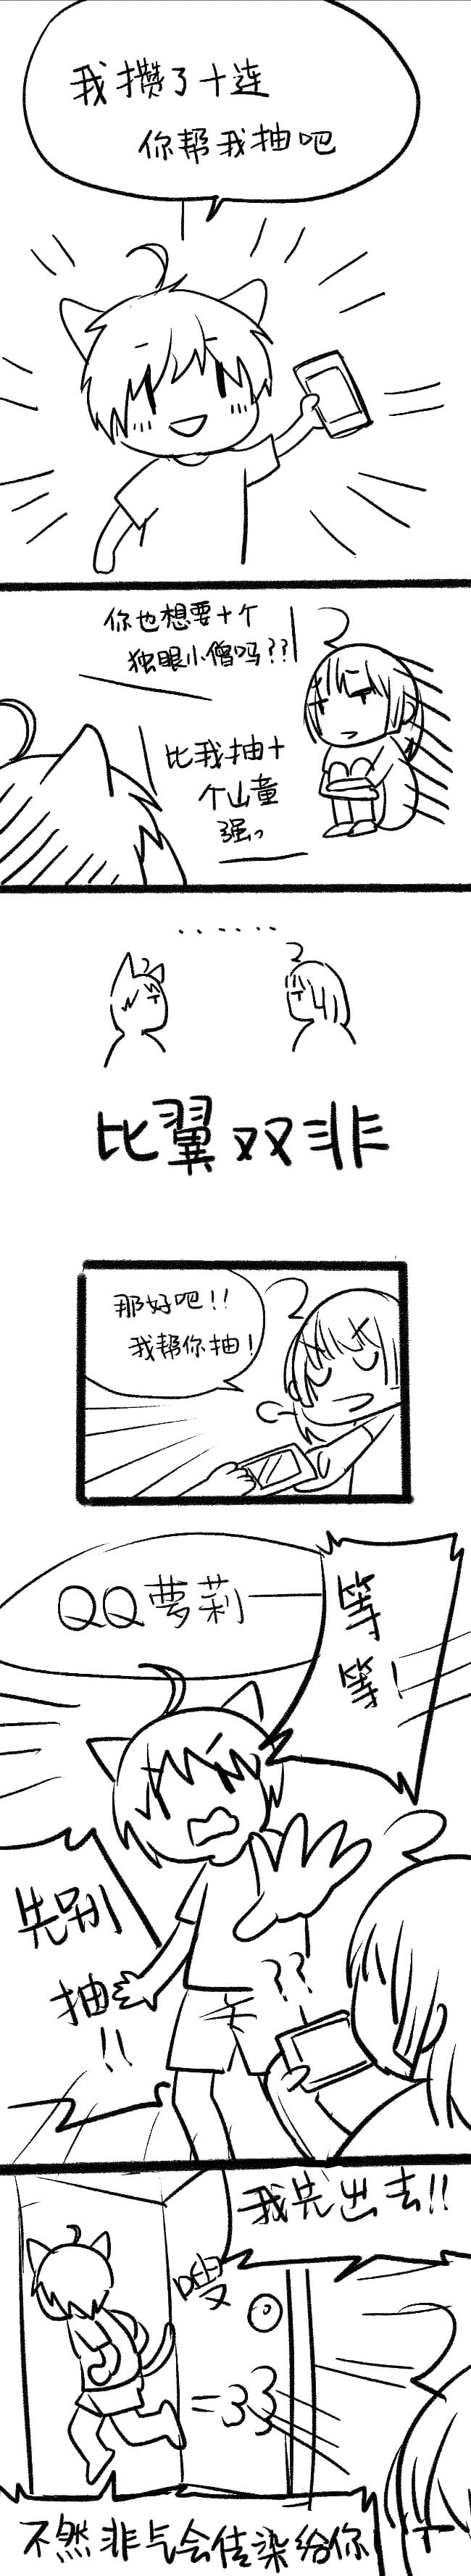 我攒了十连
你帮我抽吧
你也想要十个
独眼小僧吗??
比我抽十
个山童
强。
......
比翼双非
那好吧!!
我帮你抽!
QQ萝莉——
等
等!
先别
抽
!!
??
我先出去!!
嗖
不然非气会传染给你!!